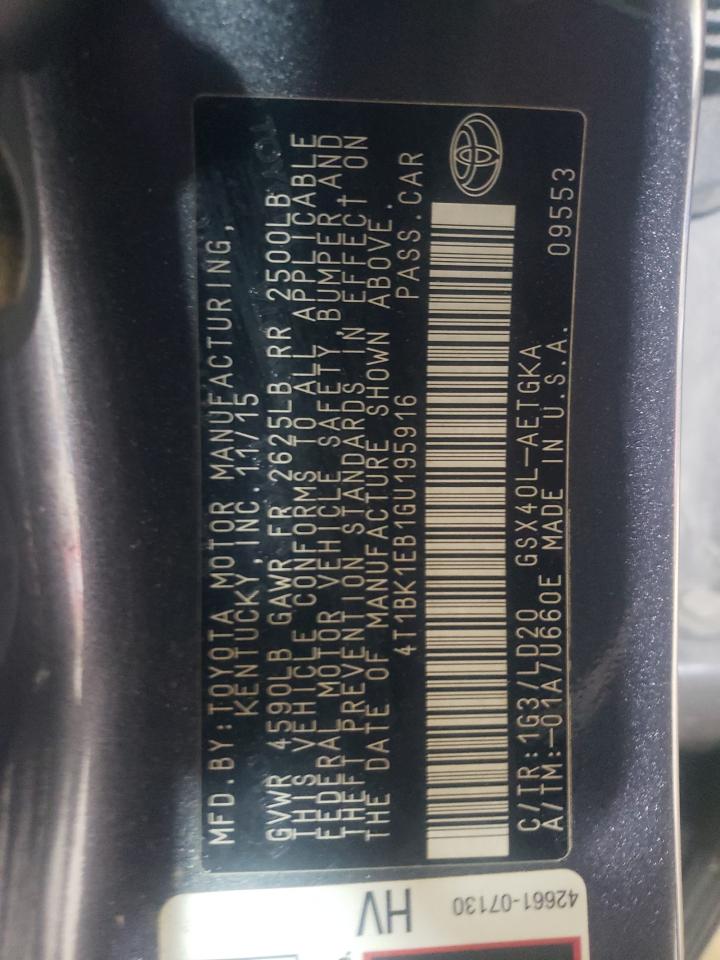 MFD.BY:TOYOTA MOTOR MANUFACTURING,
KENTUCKY, INC. 11/15
GVWR 4590LB GAWR FR 2625LB RR 2500LB
THIS VEHICLE CONFORMS TO ALL APPLICABLE
FEDERAL MOTOR VEHICLE SAFETY,BUMPER,AND
THEFT PREVENTION STANDARDS IN EFFECT ON
THE DATE OF MANUFACTURE SHOWN ABOVE.
4T1BK1EB1GU195916 PASS.CAR
C/TR:1G3/LD20 GSX40L-AETGKA
A/TM:-01A/U660E MADE IN U.S.A. 09553
HV
42661-07130